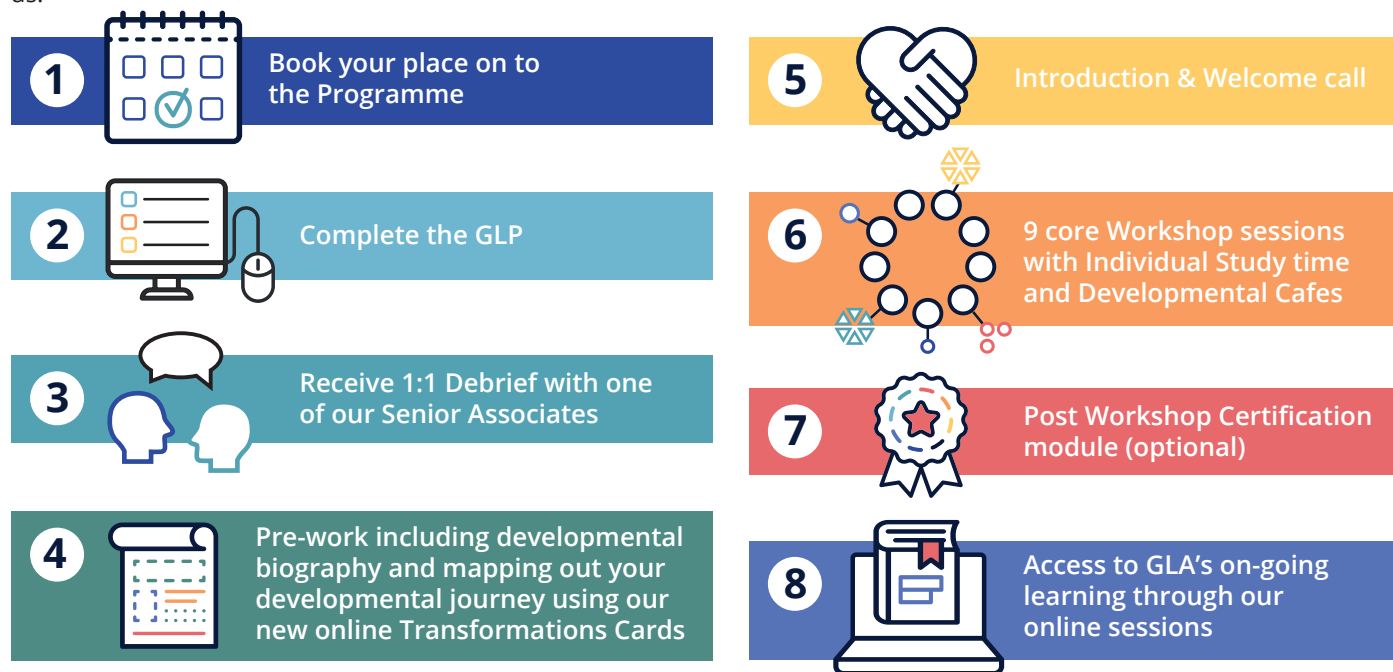 us.
1
Book your place on to
the Programme
2
Complete the GLP
3
Receive 1:1 Debrief with one
of our Senior Associates
4
Pre-work including developmental
biography and mapping out your
developmental journey using our
new online Transformations Cards
5
Introduction & Welcome call
6
9 core Workshop sessions
with Individual Study time
and Developmental Cafes
7
Post Workshop Certification
module (optional)
8
Access to GLA's on-going
learning through our
online sessions